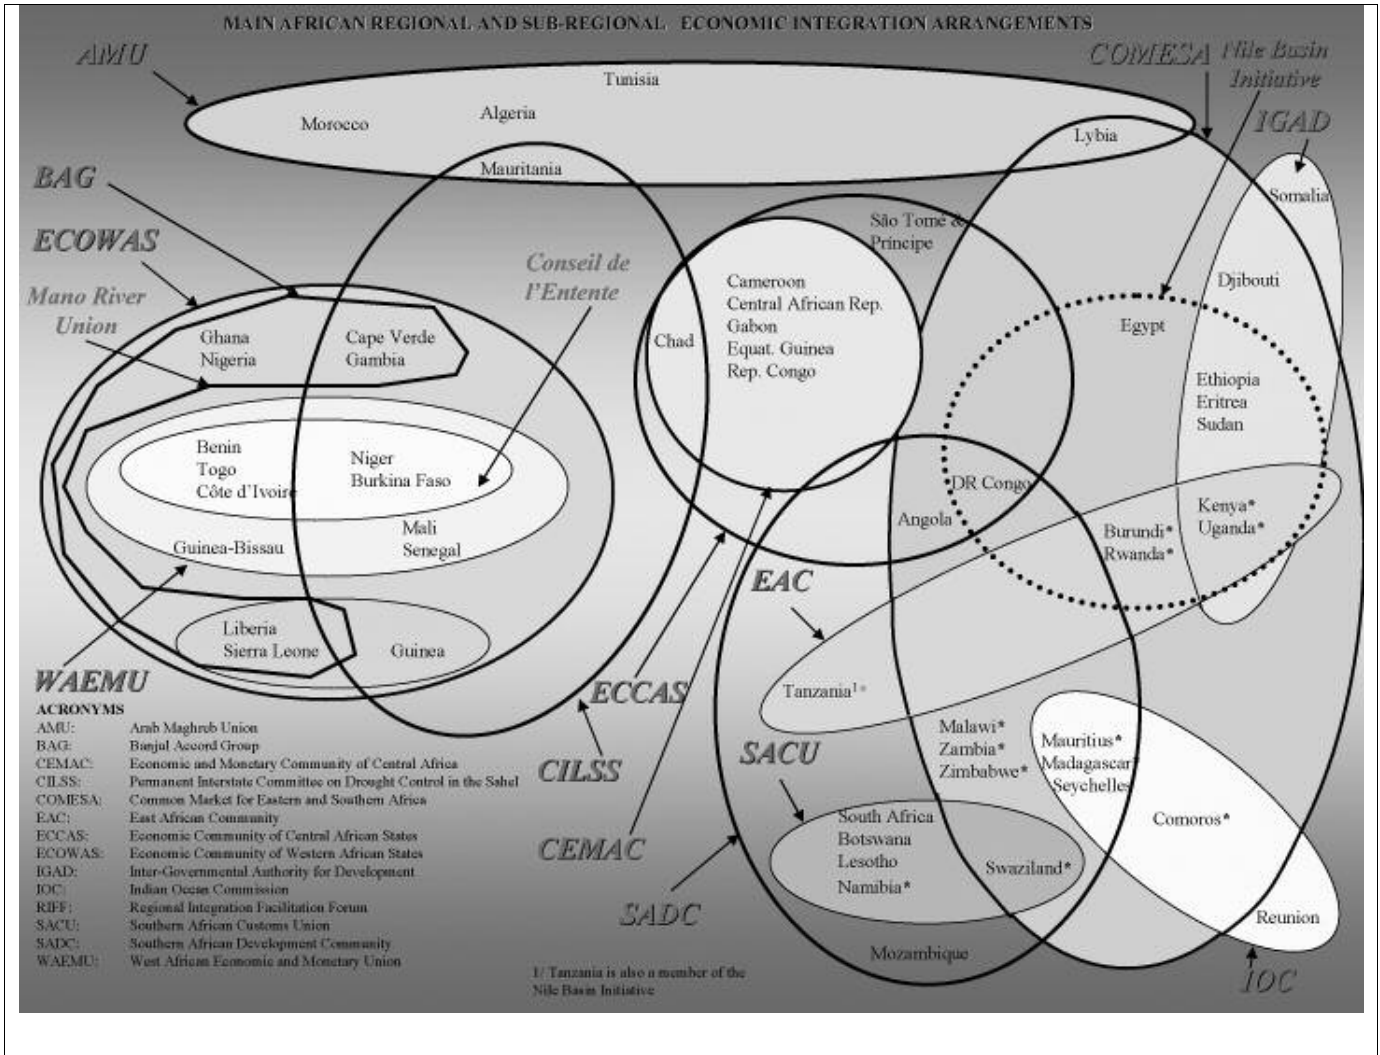 MAIN AFRICAN REGIONAL AND SUB-REGIONAL ECONOMIC INTEGRATION ARRANGEMENTS
AMU
COMESA
Nile Basin
Initiative
IGAD
Tunisia
Algeria
Morocco
Lybia
Mauritania
BAG
Somalia
ECOWAS
São Tomé &
Príncipe
Conseil de
l'Entente
Mano River
Union
Djibouti
Cameroon
Central African Rep.
Gabon
Equat. Guinea
Rep. Congo
Chad
Egypt
Ghana
Nigeria
Cape Verde
Gambia
Ethiopia
Eritrea
Sudan
Benin
Togo
Côte d'Ivoire
Niger
Burkina Faso
DR Congo
Angola
Kenya*
Uganda*
Burundi*
Rwanda*
Mali
Senegal
Guinea-Bissau
EAC
Liberia
Sierra Leone
Guinea
WAEMU
ECCAS
Tanzania¹*
ACRONYMS
AMU: Arab Maghreb Union
BAG: Banjul Accord Group
CEMAC: Economic and Monetary Community of Central Africa
CILSS: Permanent Interstate Committee on Drought Control in the Sahel
COMESA: Common Market for Eastern and Southern Africa
EAC: East African Community
ECCAS: Economic Community of Central African States
ECOWAS: Economic Community of Western African States
IGAD: Inter-Governmental Authority for Development
IOC: Indian Ocean Commission
RIFF: Regional Integration Facilitation Forum
SACU: Southern African Customs Union
SADC: Southern African Development Community
WAEMU: West African Economic and Monetary Union
CILSS
CEMAC
SACU
SADC
Malawi*
Zambia*
Zimbabwe*
Mauritius*
Madagascar*
Seychelles
Comoros*
South Africa
Botswana
Lesotho
Namibia*
Swaziland*
Reunion
Mozambique
IOC
1/ Tanzania is also a member of the
Nile Basin Initiative